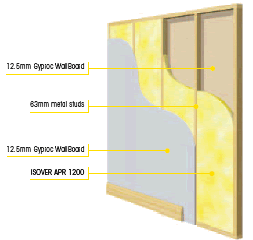 12.5mm Gyproc WallBoard
63mm metal studs
12.5mm Gyproc WallBoard
ISOVER APR 1200